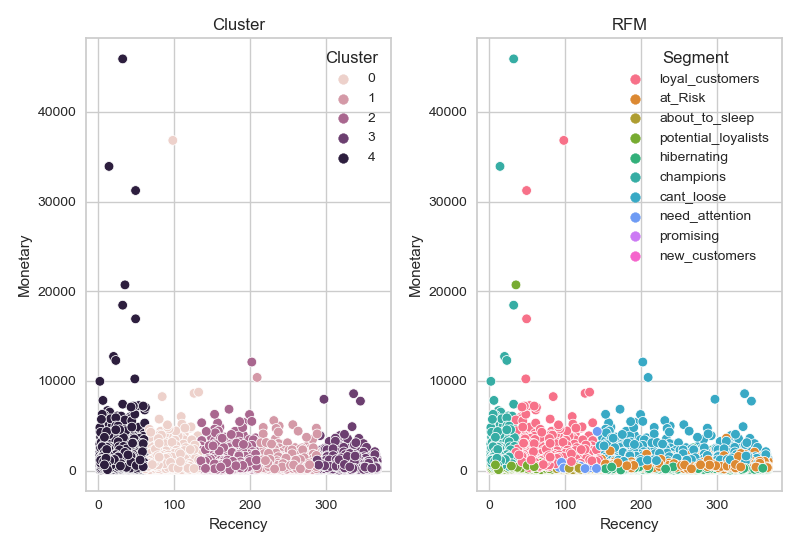 Cluster
RFM
Cluster
0
1
2
3
4
Segment
loyal_customers
at_Risk
about_to_sleep
potential_loyalists
hibernating
champions
cant_loose
need_attention
promising
new_customers
Monetary
40000
30000
20000
10000
0
0
100
200
300
Recency
Monetary
40000
30000
20000
10000
0
0
100
200
300
Recency